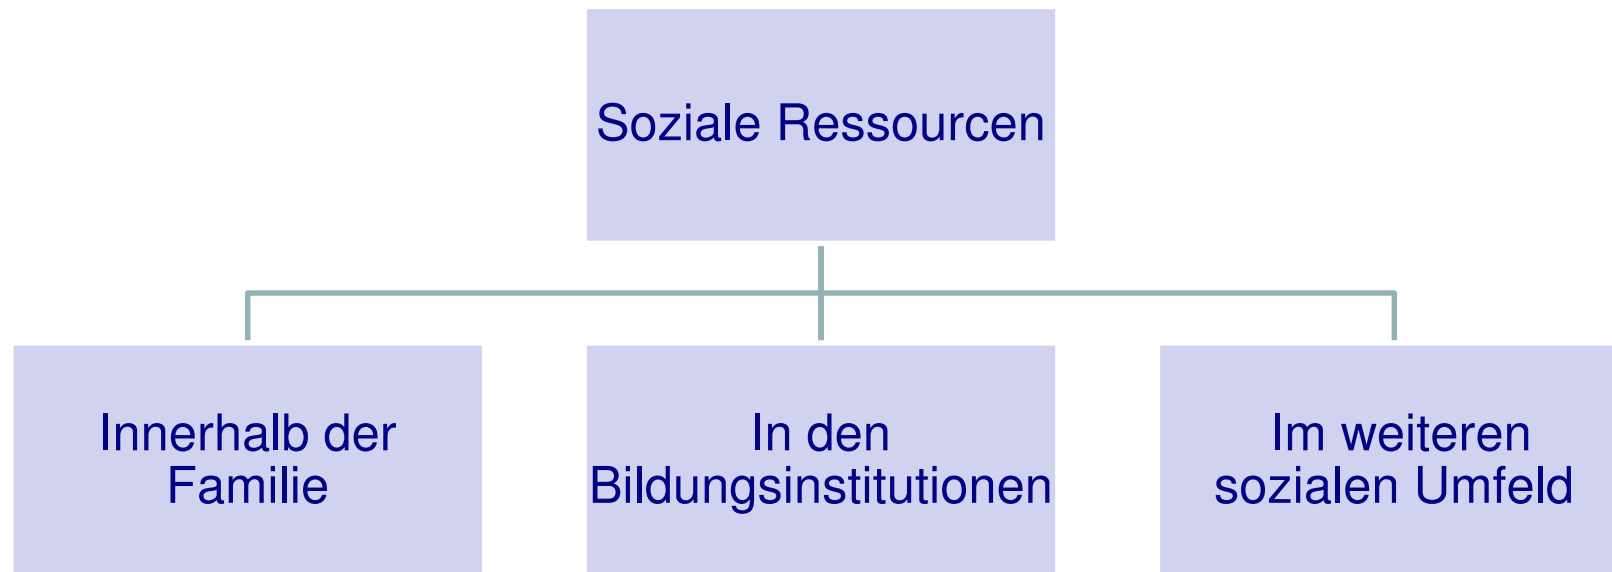 Soziale Ressourcen
Innerhalb der
Familie
In den
Bildungsinstitutionen
Im weiteren
sozialen Umfeld